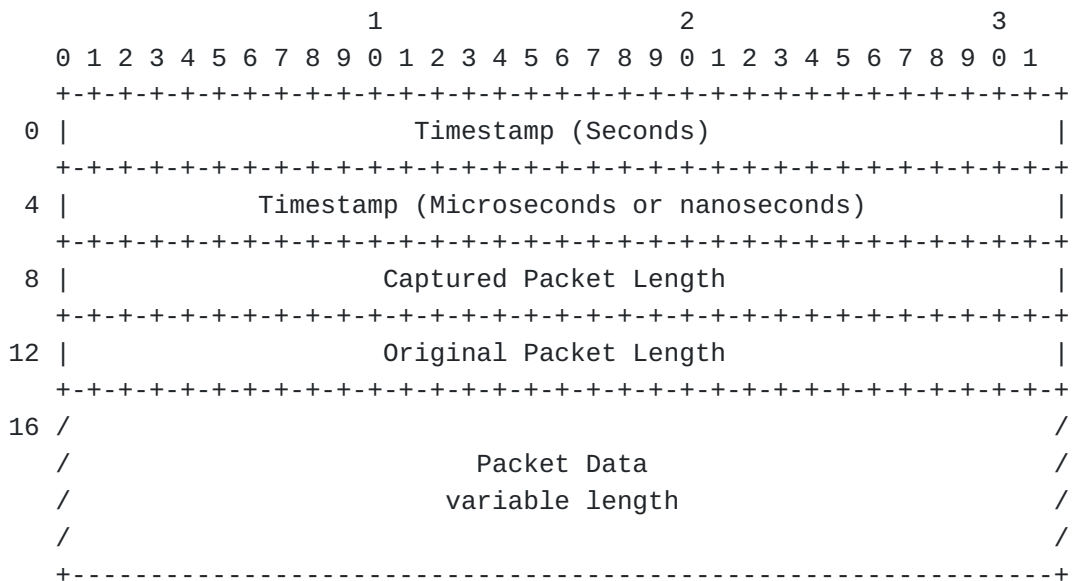 1                   2                   3
    0 1 2 3 4 5 6 7 8 9 0 1 2 3 4 5 6 7 8 9 0 1 2 3 4 5 6 7 8 9 0 1
   +-+-+-+-+-+-+-+-+-+-+-+-+-+-+-+-+-+-+-+-+-+-+-+-+-+-+-+-+-+-+-+-+
 0 |                      Timestamp (Seconds)                      |
   +-+-+-+-+-+-+-+-+-+-+-+-+-+-+-+-+-+-+-+-+-+-+-+-+-+-+-+-+-+-+-+-+
 4 |            Timestamp (Microseconds or nanoseconds)            |
   +-+-+-+-+-+-+-+-+-+-+-+-+-+-+-+-+-+-+-+-+-+-+-+-+-+-+-+-+-+-+-+-+
 8 |                    Captured Packet Length                     |
   +-+-+-+-+-+-+-+-+-+-+-+-+-+-+-+-+-+-+-+-+-+-+-+-+-+-+-+-+-+-+-+-+
12 |                    Original Packet Length                     |
   +-+-+-+-+-+-+-+-+-+-+-+-+-+-+-+-+-+-+-+-+-+-+-+-+-+-+-+-+-+-+-+-+
16 /                                                               /
   /                          Packet Data                          /
   /                        variable length                        /
   /                                                               /
   +---------------------------------------------------------------+